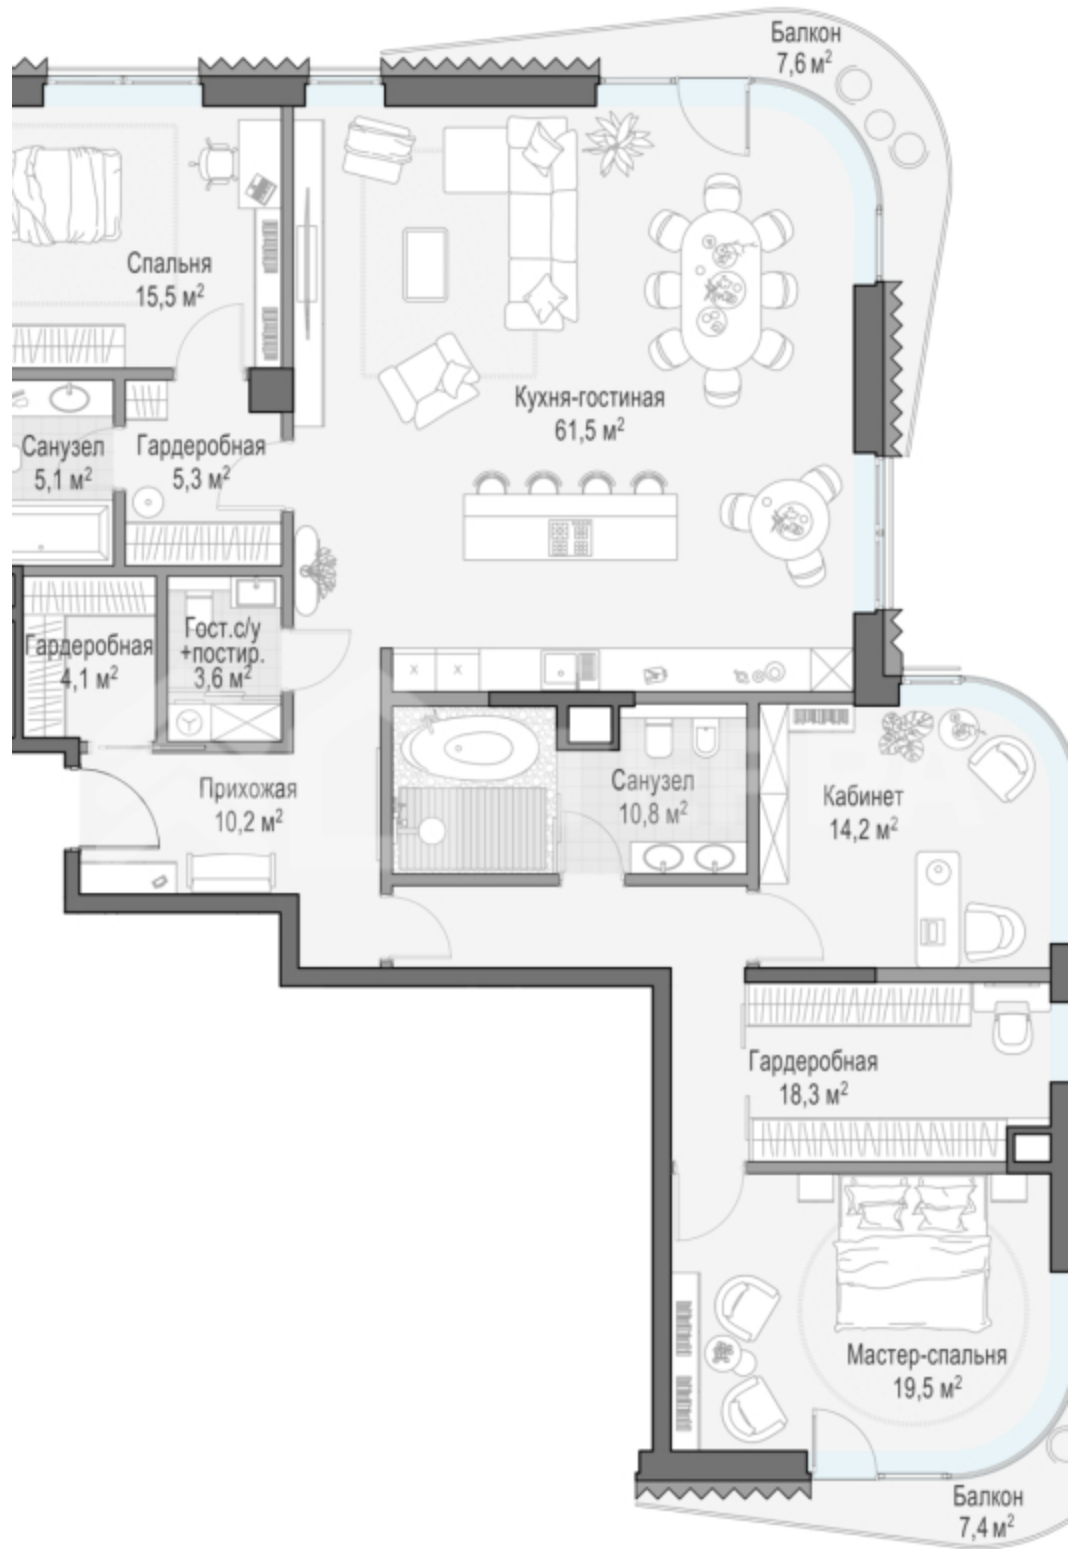 Балкон
7,6 м²
Спальня
15,5 м²
Кухня-гостиная
61,5 м²
Санузел
5,1 м²
Гардеробная
5,3 м²
Гардеробная
4,1 м²
Гост.с/у
+постир.
3,6 м²
Прихожая
10,2 м²
Санузел
10,8 м²
Кабинет
14,2 м²
Гардеробная
18,3 м²
Мастер-спальня
19,5 м²
Балкон
7,4 м²